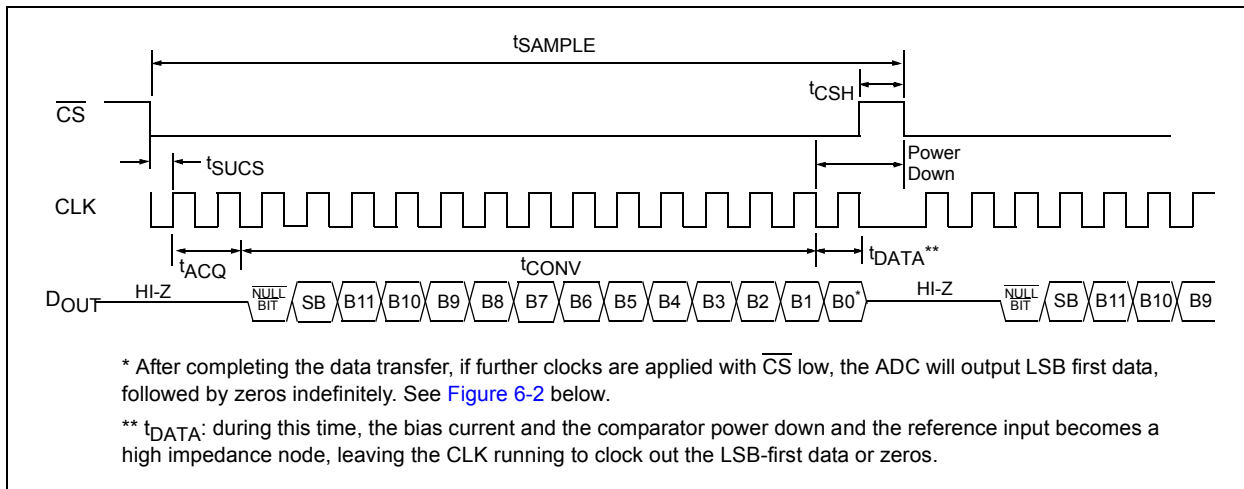 tSAMPLE
tCSH
CS
Power
Down
tSUCS
CLK
tACQ
tCONV
tDATA**
DOUT
HI-Z
NULL
BIT
SB
B11
B10
B9
B8
B7
B6
B5
B4
B3
B2
B1
B0*
HI-Z
NULL
BIT
SB
B11
B10
B9
* After completing the data transfer, if further clocks are applied with CS low, the ADC will output LSB first data,
followed by zeros indefinitely. See Figure 6-2 below.
** tDATA: during this time, the bias current and the comparator power down and the reference input becomes a
high impedance node, leaving the CLK running to clock out the LSB-first data or zeros.